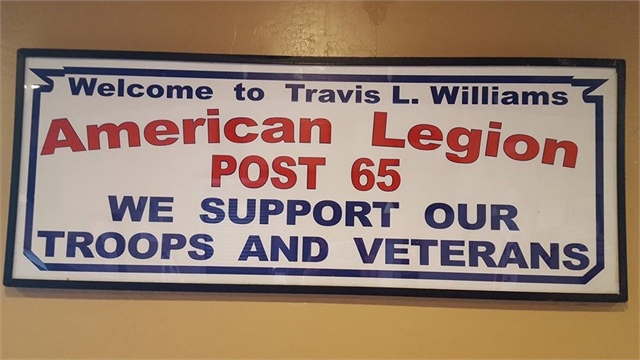 Welcome to Travis L. Williams
American Legion
POST 65
WE SUPPORT OUR
TROOPS AND VETERANS